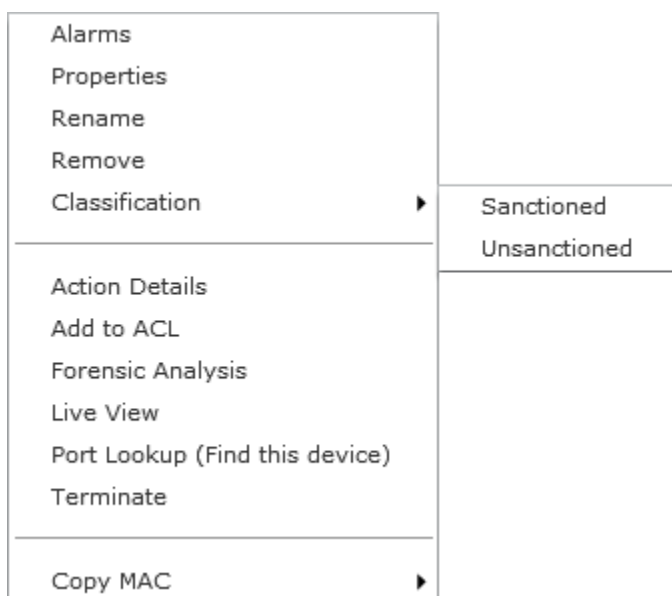 Alarms
Properties
Rename
Remove
Classification
Sanctioned
Unsanctioned
Action Details
Add to ACL
Forensic Analysis
Live View
Port Lookup (Find this device)
Terminate
Copy MAC